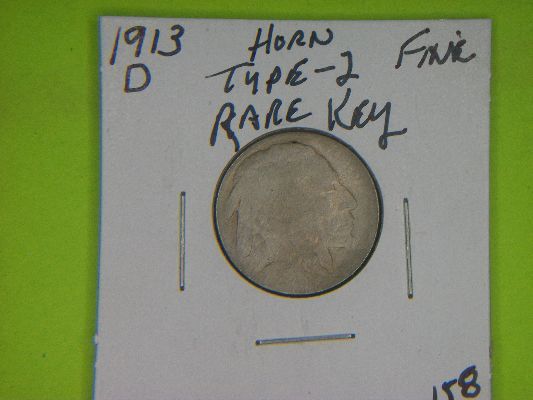 1913 HORN FINE
D TYPE-2
RARE KEY
158